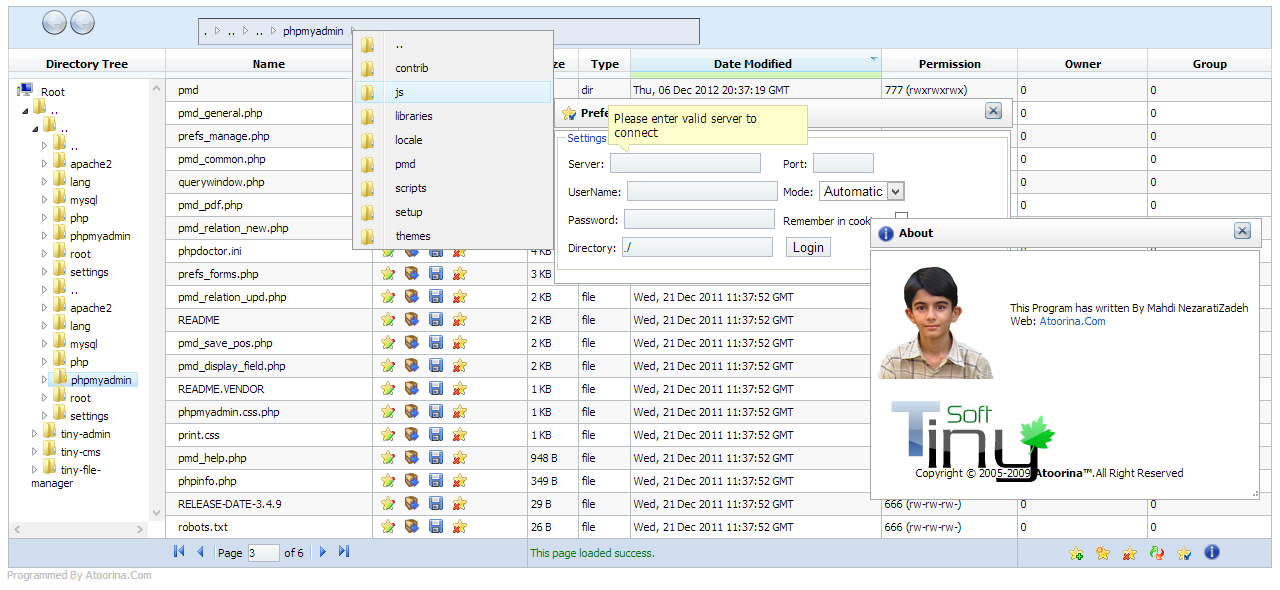 . .. .. phpmyadmin
Directory Tree Name ze Type Date Modified Permission Owner Group
..
contrib
js
libraries
locale
pmd
scripts
setup
themes
Root
..
..
..
apache2
lang
mysql
php
phpmyadmin
root
settings
..
apache2
lang
mysql
php
phpmyadmin
root
settings
tiny-admin
tiny-cms
tiny-file-
manager
pmd dir Thu, 06 Dec 2012 20:37:19 GMT 777 (rwxrwxrwx) 0 0
pmd_general.php 0 0
prefs_manage.php 0 0
pmd_common.php 0 0
querywindow.php 0 0
pmd_pdf.php 0 0
pmd_relation_new.php
phpdoctor.ini 4 KB
prefs_forms.php 3 KB
pmd_relation_upd.php 2 KB file Wed, 21 Dec 2011 11:37:52 GMT
README 2 KB file Wed, 21 Dec 2011 11:37:52 GMT
pmd_save_pos.php 2 KB file Wed, 21 Dec 2011 11:37:52 GMT
pmd_display_field.php 2 KB file Wed, 21 Dec 2011 11:37:52 GMT
README.VENDOR 1 KB file Wed, 21 Dec 2011 11:37:52 GMT
phpmyadmin.css.php 1 KB file Wed, 21 Dec 2011 11:37:52 GMT
print.css 1 KB file Wed, 21 Dec 2011 11:37:52 GMT
pmd_help.php 948 B file Wed, 21 Dec 2011 11:37:52 GMT
phpinfo.php 349 B file Wed, 21 Dec 2011 11:37:52 GMT
RELEASE-DATE-3.4.9 29 B file Wed, 21 Dec 2011 11:37:52 GMT 666 (rw-rw-rw-) 0 0
robots.txt 26 B file Wed, 21 Dec 2011 11:37:52 GMT 666 (rw-rw-rw-) 0 0
Prefe
Please enter valid server to
connect
Settings
Server: Port:
UserName: Mode: Automatic
Password: Remember in cook
Directory: ./ Login
About
This Program has written By Mahdi NezaratiZadeh
Web: Atoorina.Com
Soft
Tiny
Copyright © 2005-2009 Atoorina™.All Right Reserved
Page 3 of 6 This page loaded success.
Programmed By Atoorina.Com